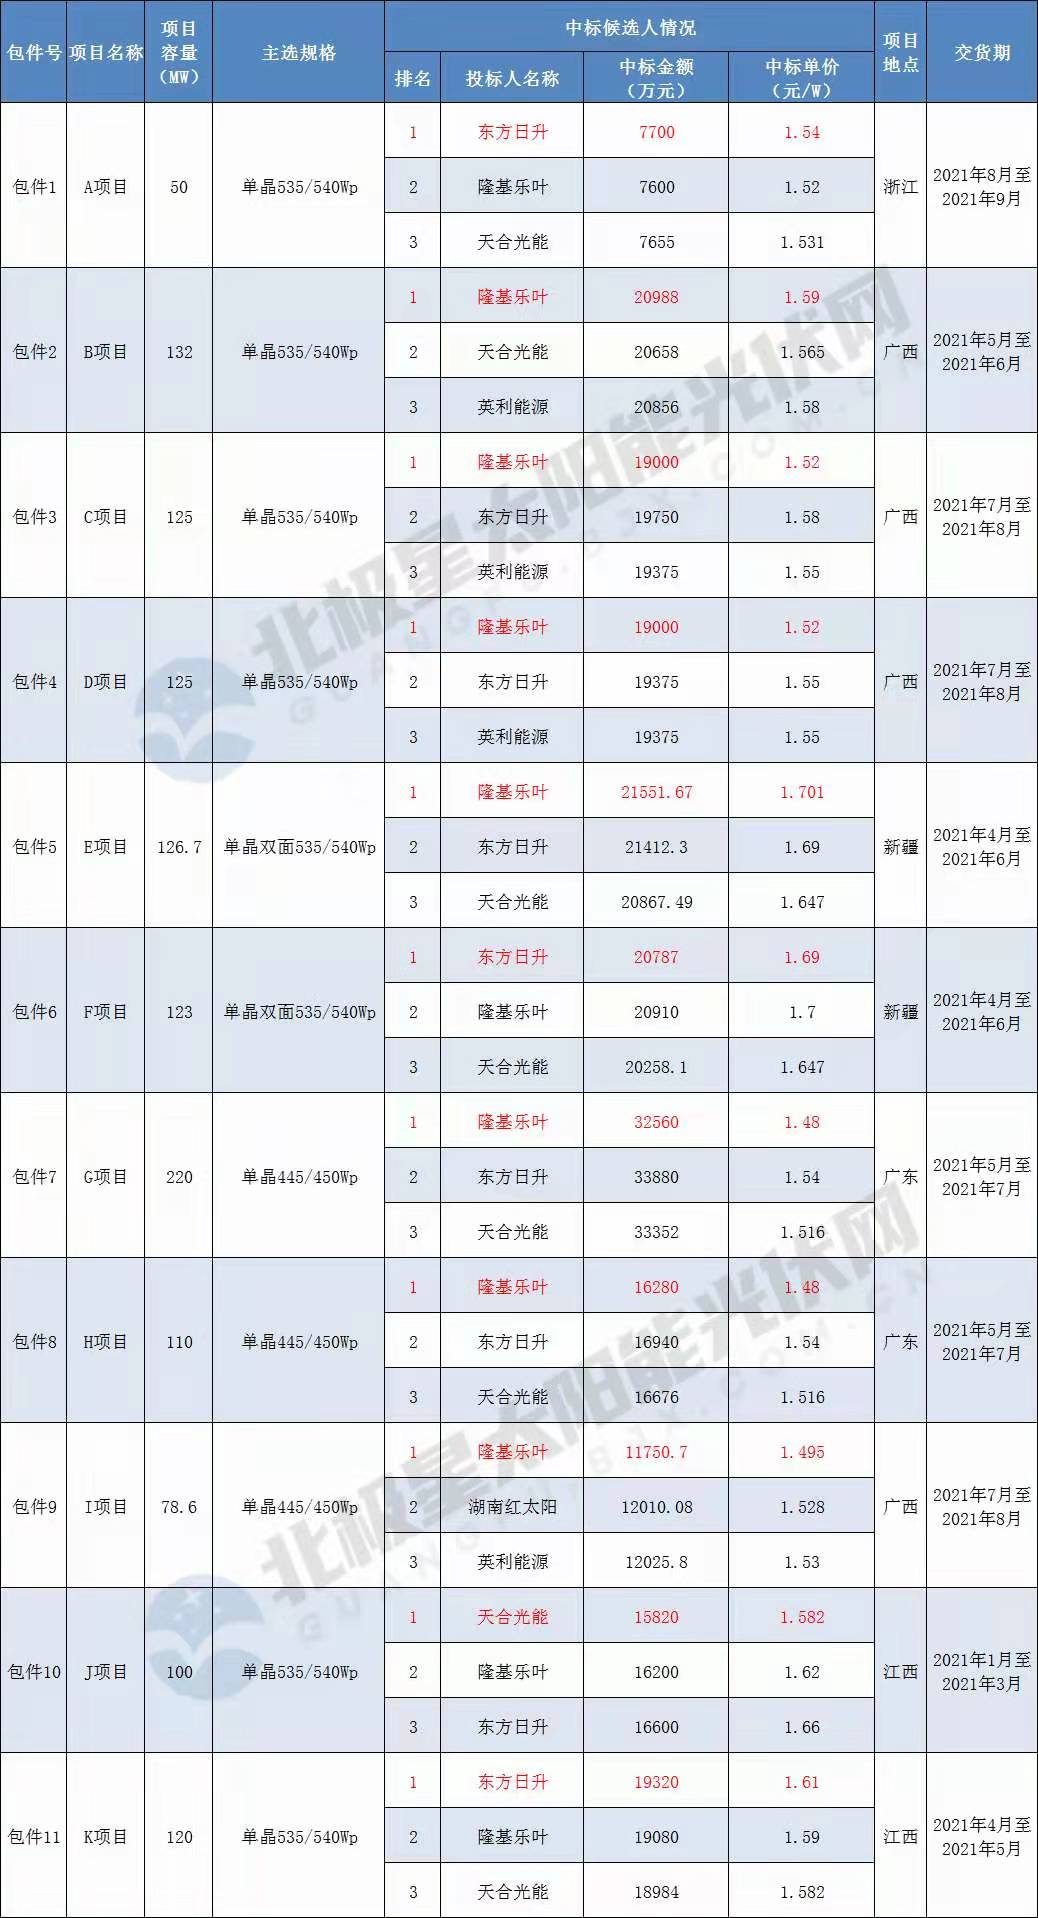 包件号 项目名称 项目容量（MW） 主选规格 中标候选人情况 项目地点 交货期
排名 投标人名称 中标金额（万元） 中标单价（元/W）
包件1 A项目 50 单晶535/540Wp 浙江 2021年8月至2021年9月
1 东方日升 7700 1.54
2 隆基乐叶 7600 1.52
3 天合光能 7655 1.531
包件2 B项目 132 单晶535/540Wp 广西 2021年5月至2021年6月
1 隆基乐叶 20988 1.59
2 天合光能 20658 1.565
3 英利能源 20856 1.58
包件3 C项目 125 单晶535/540Wp 广西 2021年7月至2021年8月
1 隆基乐叶 19000 1.52
2 东方日升 19750 1.58
3 英利能源 19375 1.55
包件4 D项目 125 单晶535/540Wp 广西 2021年7月至2021年8月
1 隆基乐叶 19000 1.52
2 东方日升 19375 1.55
3 英利能源 19375 1.55
包件5 E项目 126.7 单晶双面535/540Wp 新疆 2021年4月至2021年6月
1 隆基乐叶 21551.67 1.701
2 东方日升 21412.3 1.69
3 天合光能 20867.49 1.647
包件6 F项目 123 单晶双面535/540Wp 新疆 2021年4月至2021年6月
1 东方日升 20787 1.69
2 隆基乐叶 20910 1.7
3 天合光能 20258.1 1.647
包件7 G项目 220 单晶445/450Wp 广东 2021年5月至2021年7月
1 隆基乐叶 32560 1.48
2 东方日升 33880 1.54
3 天合光能 33352 1.516
包件8 H项目 110 单晶445/450Wp 广东 2021年5月至2021年7月
1 隆基乐叶 16280 1.48
2 东方日升 16940 1.54
3 天合光能 16676 1.516
包件9 I项目 78.6 单晶445/450Wp 广西 2021年7月至2021年8月
1 隆基乐叶 11750.7 1.495
2 湖南红太阳 12010.08 1.528
3 英利能源 12025.8 1.53
包件10 J项目 100 单晶535/540Wp 江西 2021年1月至2021年3月
1 天合光能 15820 1.582
2 隆基乐叶 16200 1.62
3 东方日升 16600 1.66
包件11 K项目 120 单晶535/540Wp 江西 2021年4月至2021年5月
1 东方日升 19320 1.61
2 隆基乐叶 19080 1.59
3 天合光能 18984 1.582
北极星太阳能光伏网
GUANGFU.BJX.COM.CN
北极星太阳能光伏网
GUANGFU.BJX.COM.CN